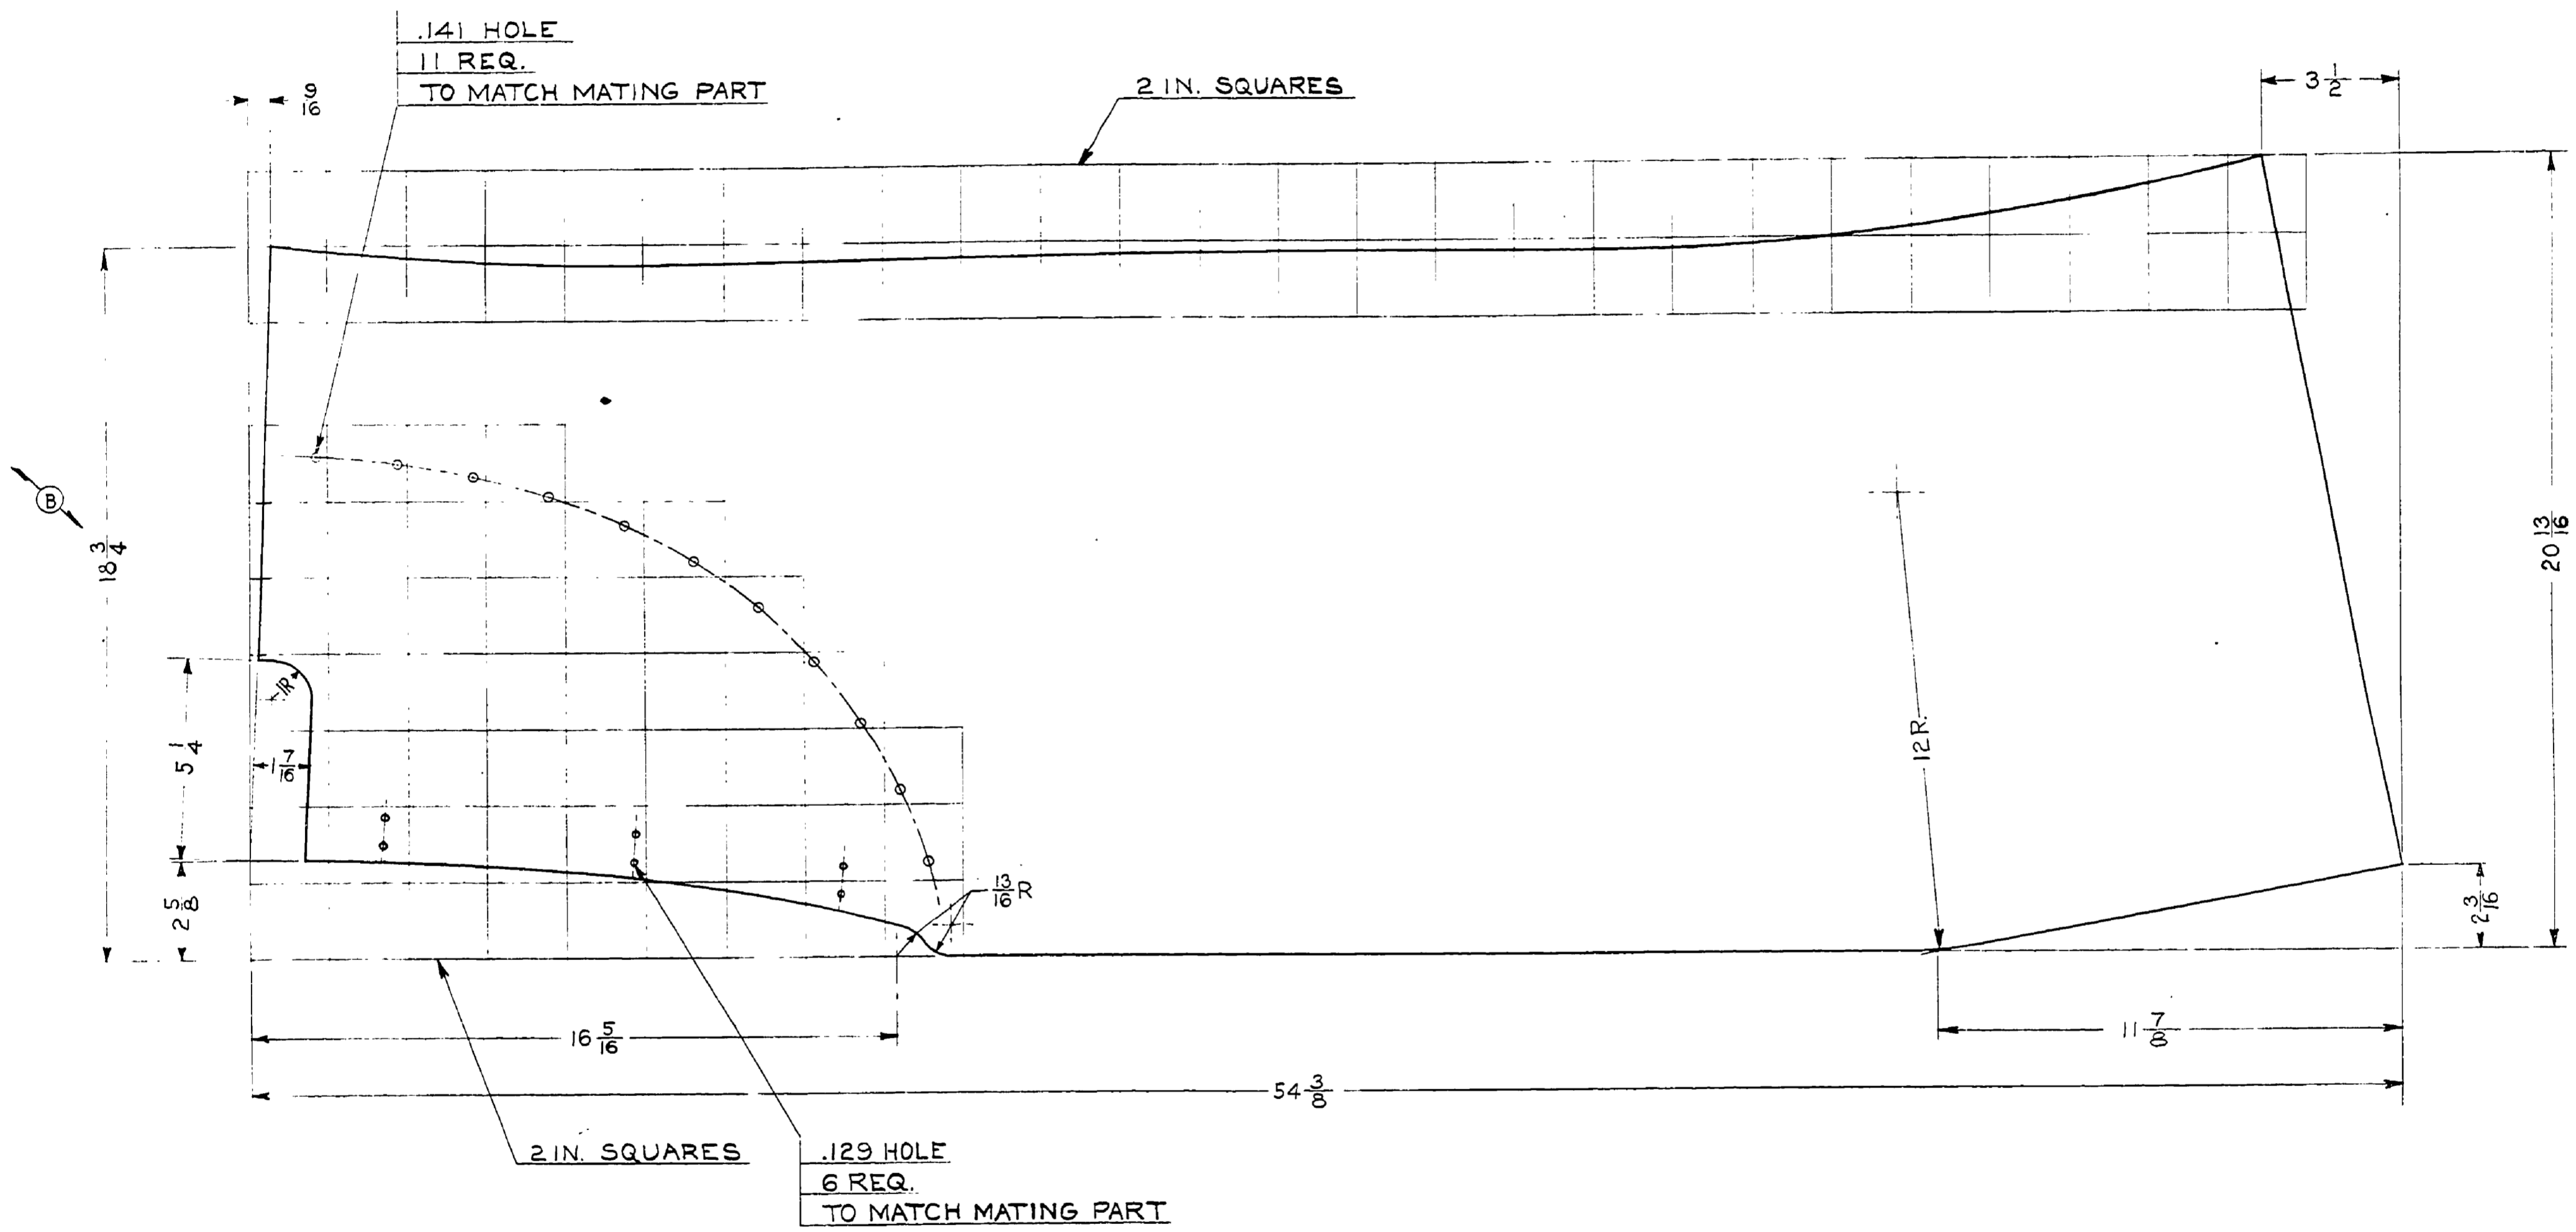 .141 HOLE
11 REQ.
TO MATCH MATING PART
9/16
2 IN. SQUARES
3 1/2
B
18 3/4
20 13/16
1R
12R.
5 1/4
1 7/16
13/16 R
2 5/8
2 3/16
16 5/16
11 7/8
54 3/8
2 IN. SQUARES
.129 HOLE
6 REQ.
TO MATCH MATING PART